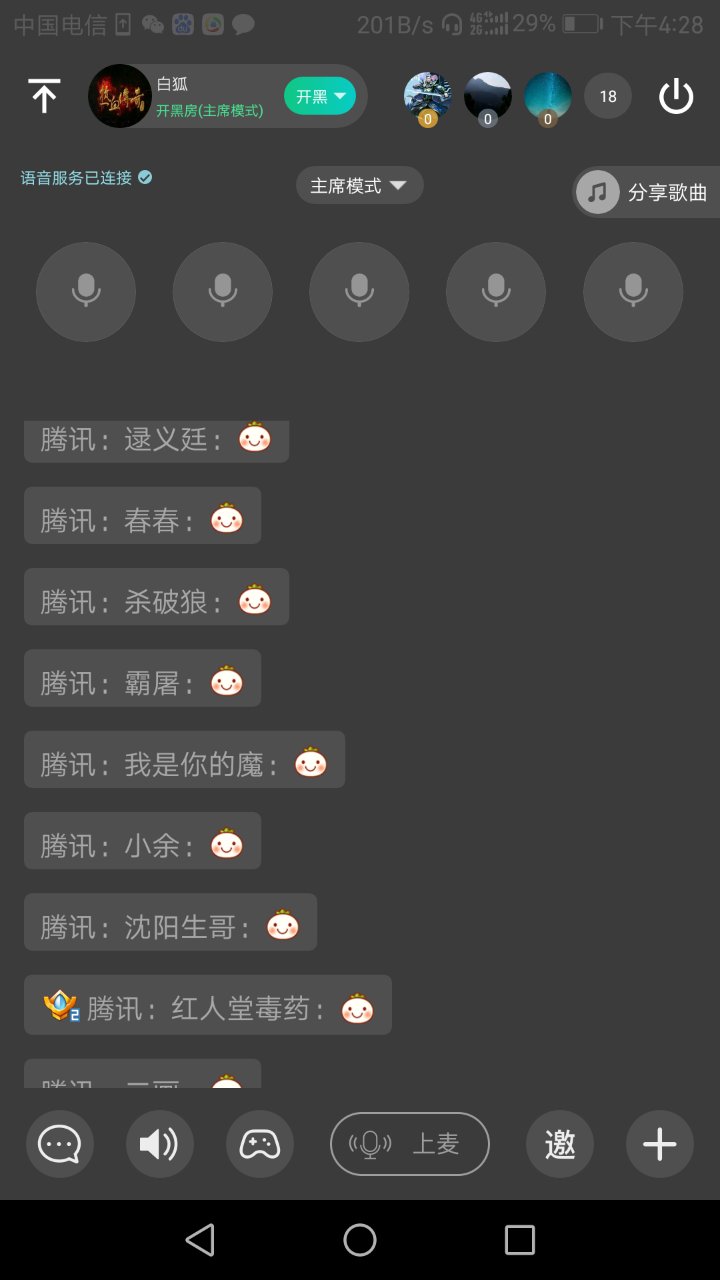 中国电信 201B/s 4G 2G 29% 下午4:28
白狐
开黑房(主席模式)
开黑
0 0 0 18
语音服务已连接
主席模式
分享歌曲
腾讯：逯义廷：
腾讯：春春：
腾讯：杀破狼：
腾讯：霸屠：
腾讯：我是你的魔：
腾讯：小余：
腾讯：沈阳生哥：
2 腾讯：红人堂毒药：
腾讯
上麦
邀